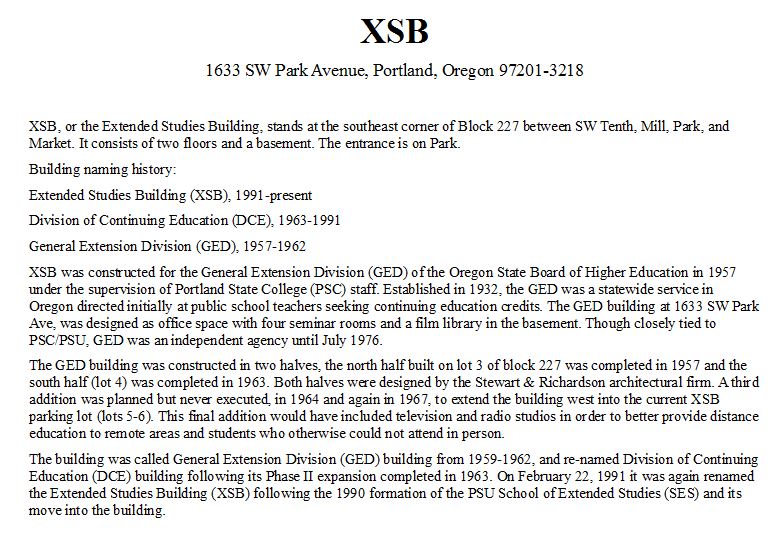 XSB
1633 SW Park Avenue, Portland, Oregon 97201-3218
XSB, or the Extended Studies Building, stands at the southeast corner of Block 227 between SW Tenth, Mill, Park, and
Market. It consists of two floors and a basement. The entrance is on Park.
Building naming history:
Extended Studies Building (XSB), 1991-present
Division of Continuing Education (DCE), 1963-1991
General Extension Division (GED), 1957-1962
XSB was constructed for the General Extension Division (GED) of the Oregon State Board of Higher Education in 1957
under the supervision of Portland State College (PSC) staff. Established in 1932, the GED was a statewide service in
Oregon directed initially at public school teachers seeking continuing education credits. The GED building at 1633 SW Park
Ave, was designed as office space with four seminar rooms and a film library in the basement. Though closely tied to
PSC/PSU, GED was an independent agency until July 1976.
The GED building was constructed in two halves, the north half built on lot 3 of block 227 was completed in 1957 and the
south half (lot 4) was completed in 1963. Both halves were designed by the Stewart & Richardson architectural firm. A third
addition was planned but never executed, in 1964 and again in 1967, to extend the building west into the current XSB
parking lot (lots 5-6). This final addition would have included television and radio studios in order to better provide distance
education to remote areas and students who otherwise could not attend in person.
The building was called General Extension Division (GED) building from 1959-1962, and re-named Division of Continuing
Education (DCE) building following its Phase II expansion completed in 1963. On February 22, 1991 it was again renamed
the Extended Studies Building (XSB) following the 1990 formation of the PSU School of Extended Studies (SES) and its
move into the building.